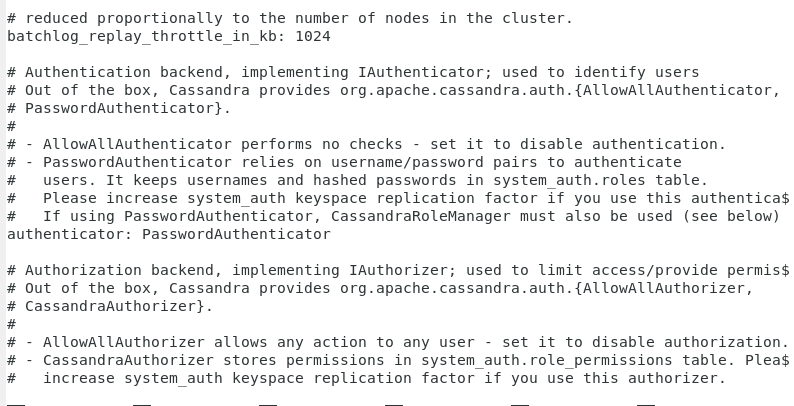 # reduced proportionally to the number of nodes in the cluster.
batchlog_replay_throttle_in_kb: 1024

# Authentication backend, implementing IAuthenticator; used to identify users
# Out of the box, Cassandra provides org.apache.cassandra.auth.{AllowAllAuthenticator,
# PasswordAuthenticator}.
#
# - AllowAllAuthenticator performs no checks - set it to disable authentication.
# - PasswordAuthenticator relies on username/password pairs to authenticate
#   users. It keeps usernames and hashed passwords in system_auth.roles table.
#   Please increase system_auth keyspace replication factor if you use this authentica$
#   If using PasswordAuthenticator, CassandraRoleManager must also be used (see below)
authenticator: PasswordAuthenticator

# Authorization backend, implementing IAuthorizer; used to limit access/provide permis$
# Out of the box, Cassandra provides org.apache.cassandra.auth.{AllowAllAuthorizer,
# CassandraAuthorizer}.
#
# - AllowAllAuthorizer allows any action to any user - set it to disable authorization.
# - CassandraAuthorizer stores permissions in system_auth.role_permissions table. Plea$
#   increase system_auth keyspace replication factor if you use this authorizer.